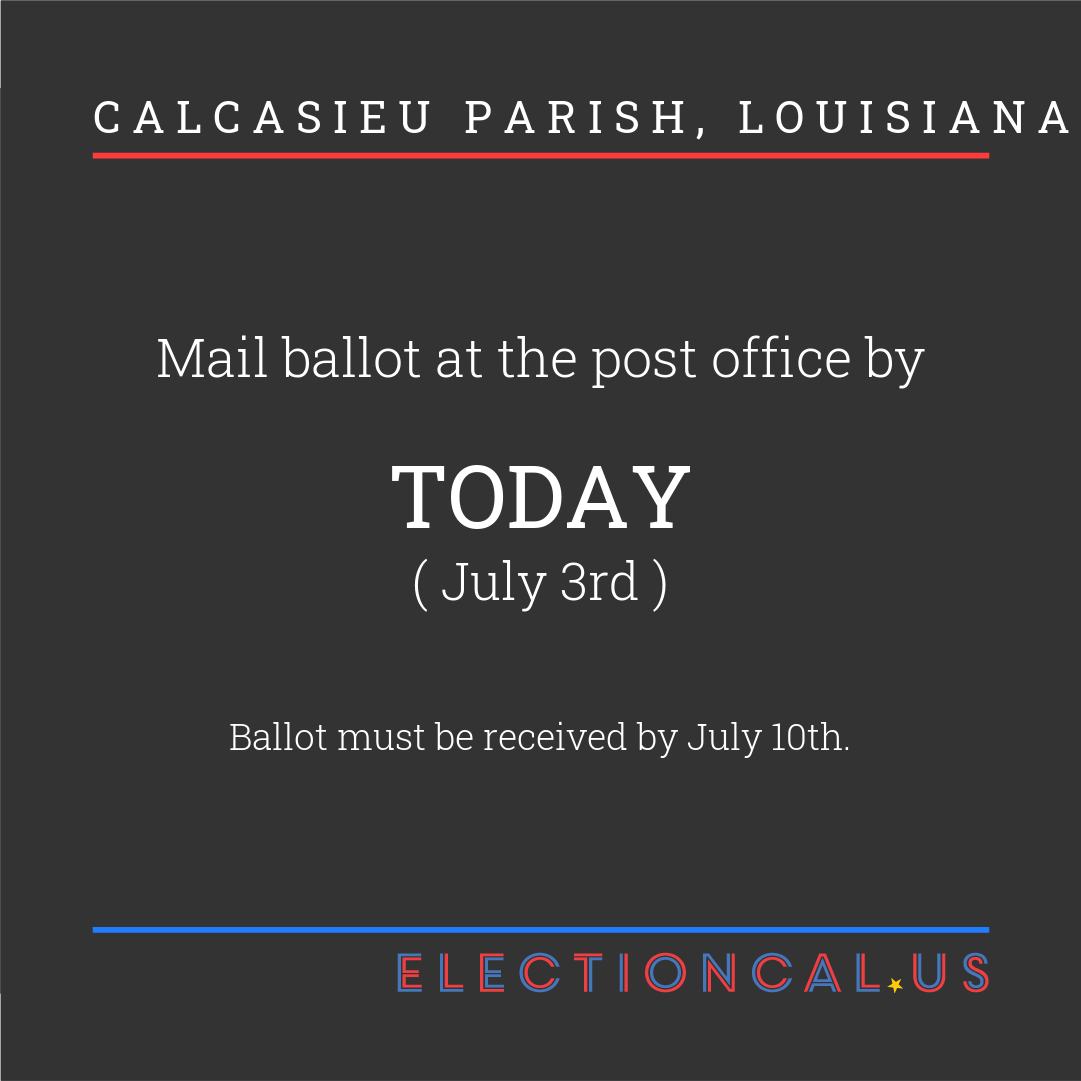 CALCASIEU PARISH, LOUISIANA
Mail ballot at the post office by
TODAY
( July 3rd )
Ballot must be received by July 10th.
ELECTIONCAL.US